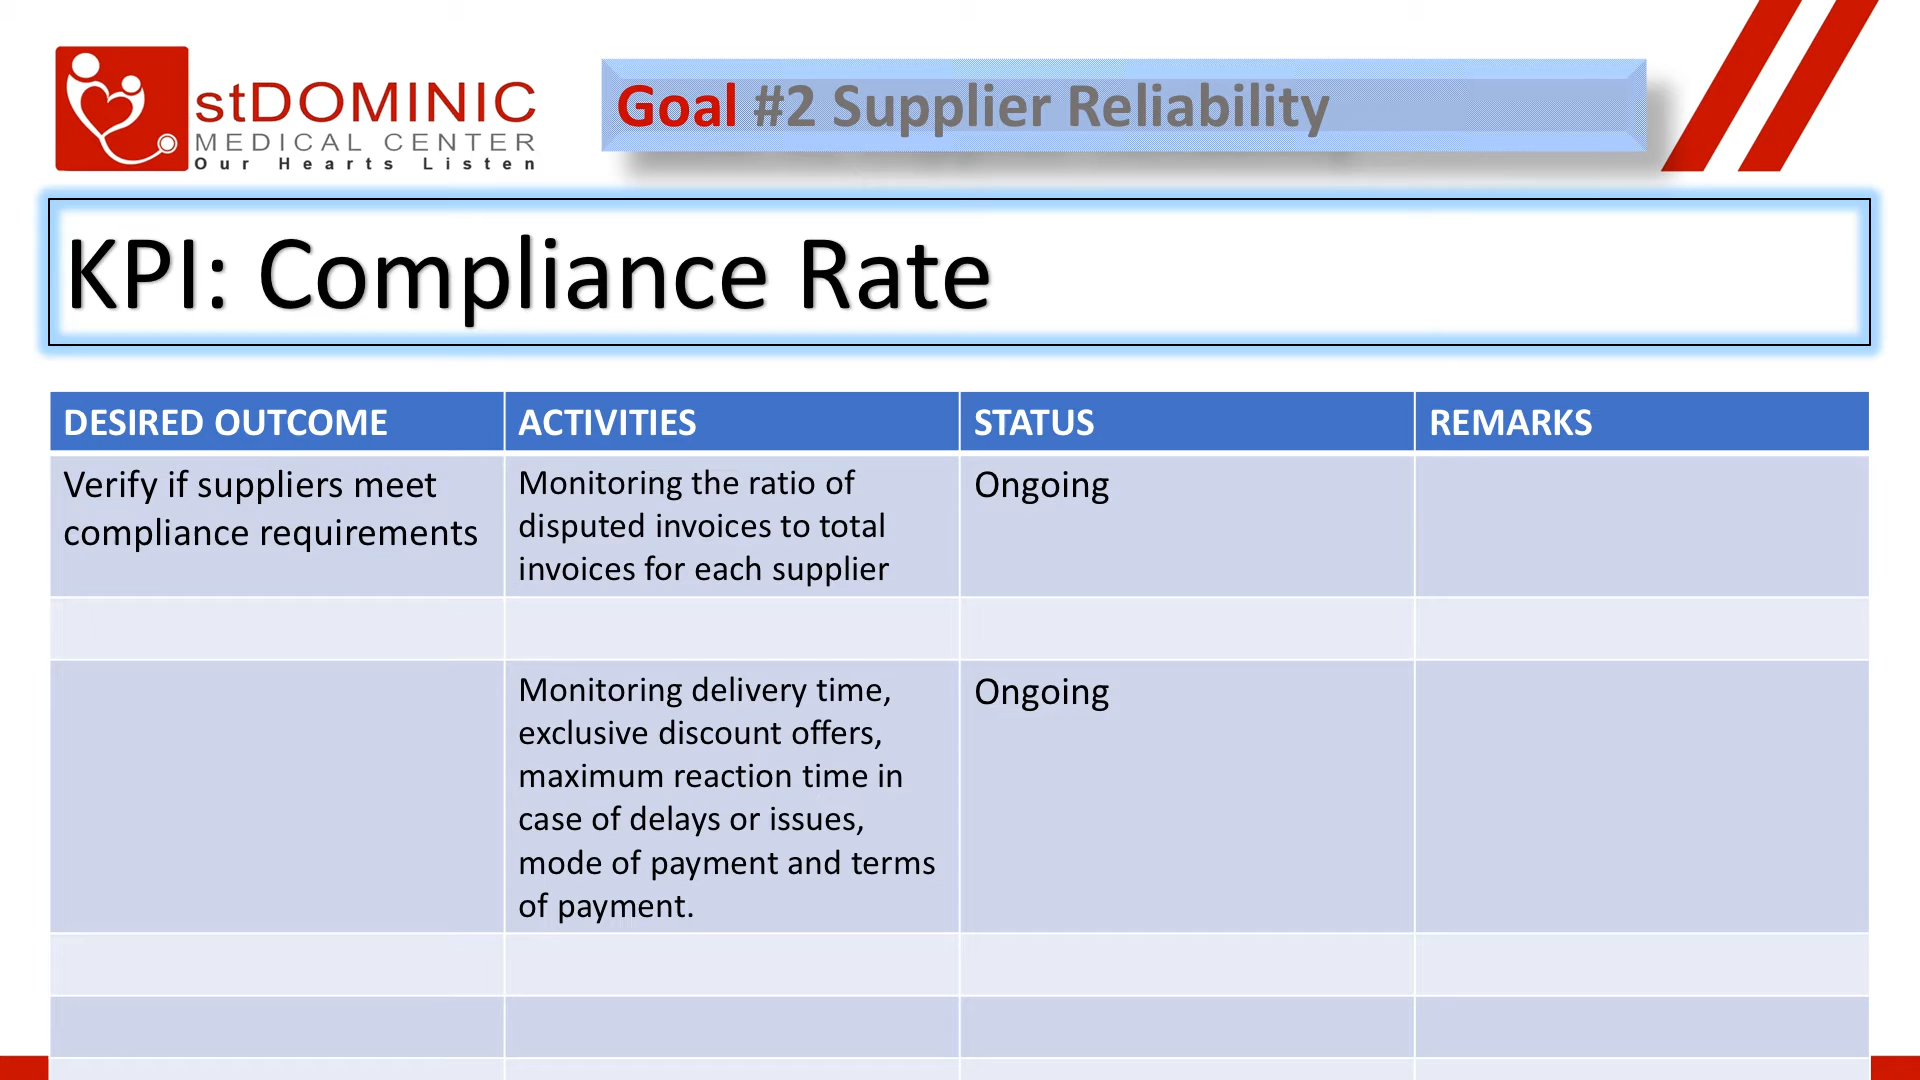 stDOMINIC
MEDICAL CENTER
Our Hearts Listen
Goal #2 Supplier Reliability
KPI: Compliance Rate
DESIRED OUTCOME ACTIVITIES STATUS REMARKS
Verify if suppliers meet
compliance requirements
Monitoring the ratio of
disputed invoices to total
invoices for each supplier
Ongoing
Monitoring delivery time,
exclusive discount offers,
maximum reaction time in
case of delays or issues,
mode of payment and terms
of payment.
Ongoing